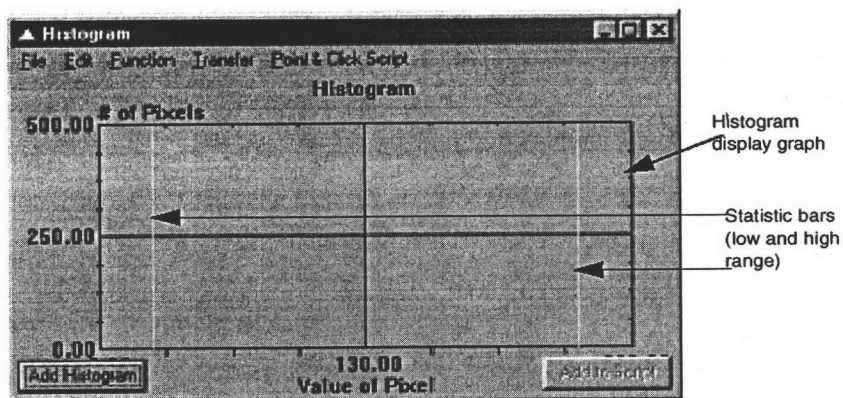 Histogram
File Edit Function Transfer Point & Click Script
Histogram
# of Pixels
500.00
250.00
0.00
130.00
Value of Pixel
Add Histogram
Add to Script
Histogram
display graph
Statistic bars
(low and high
range)